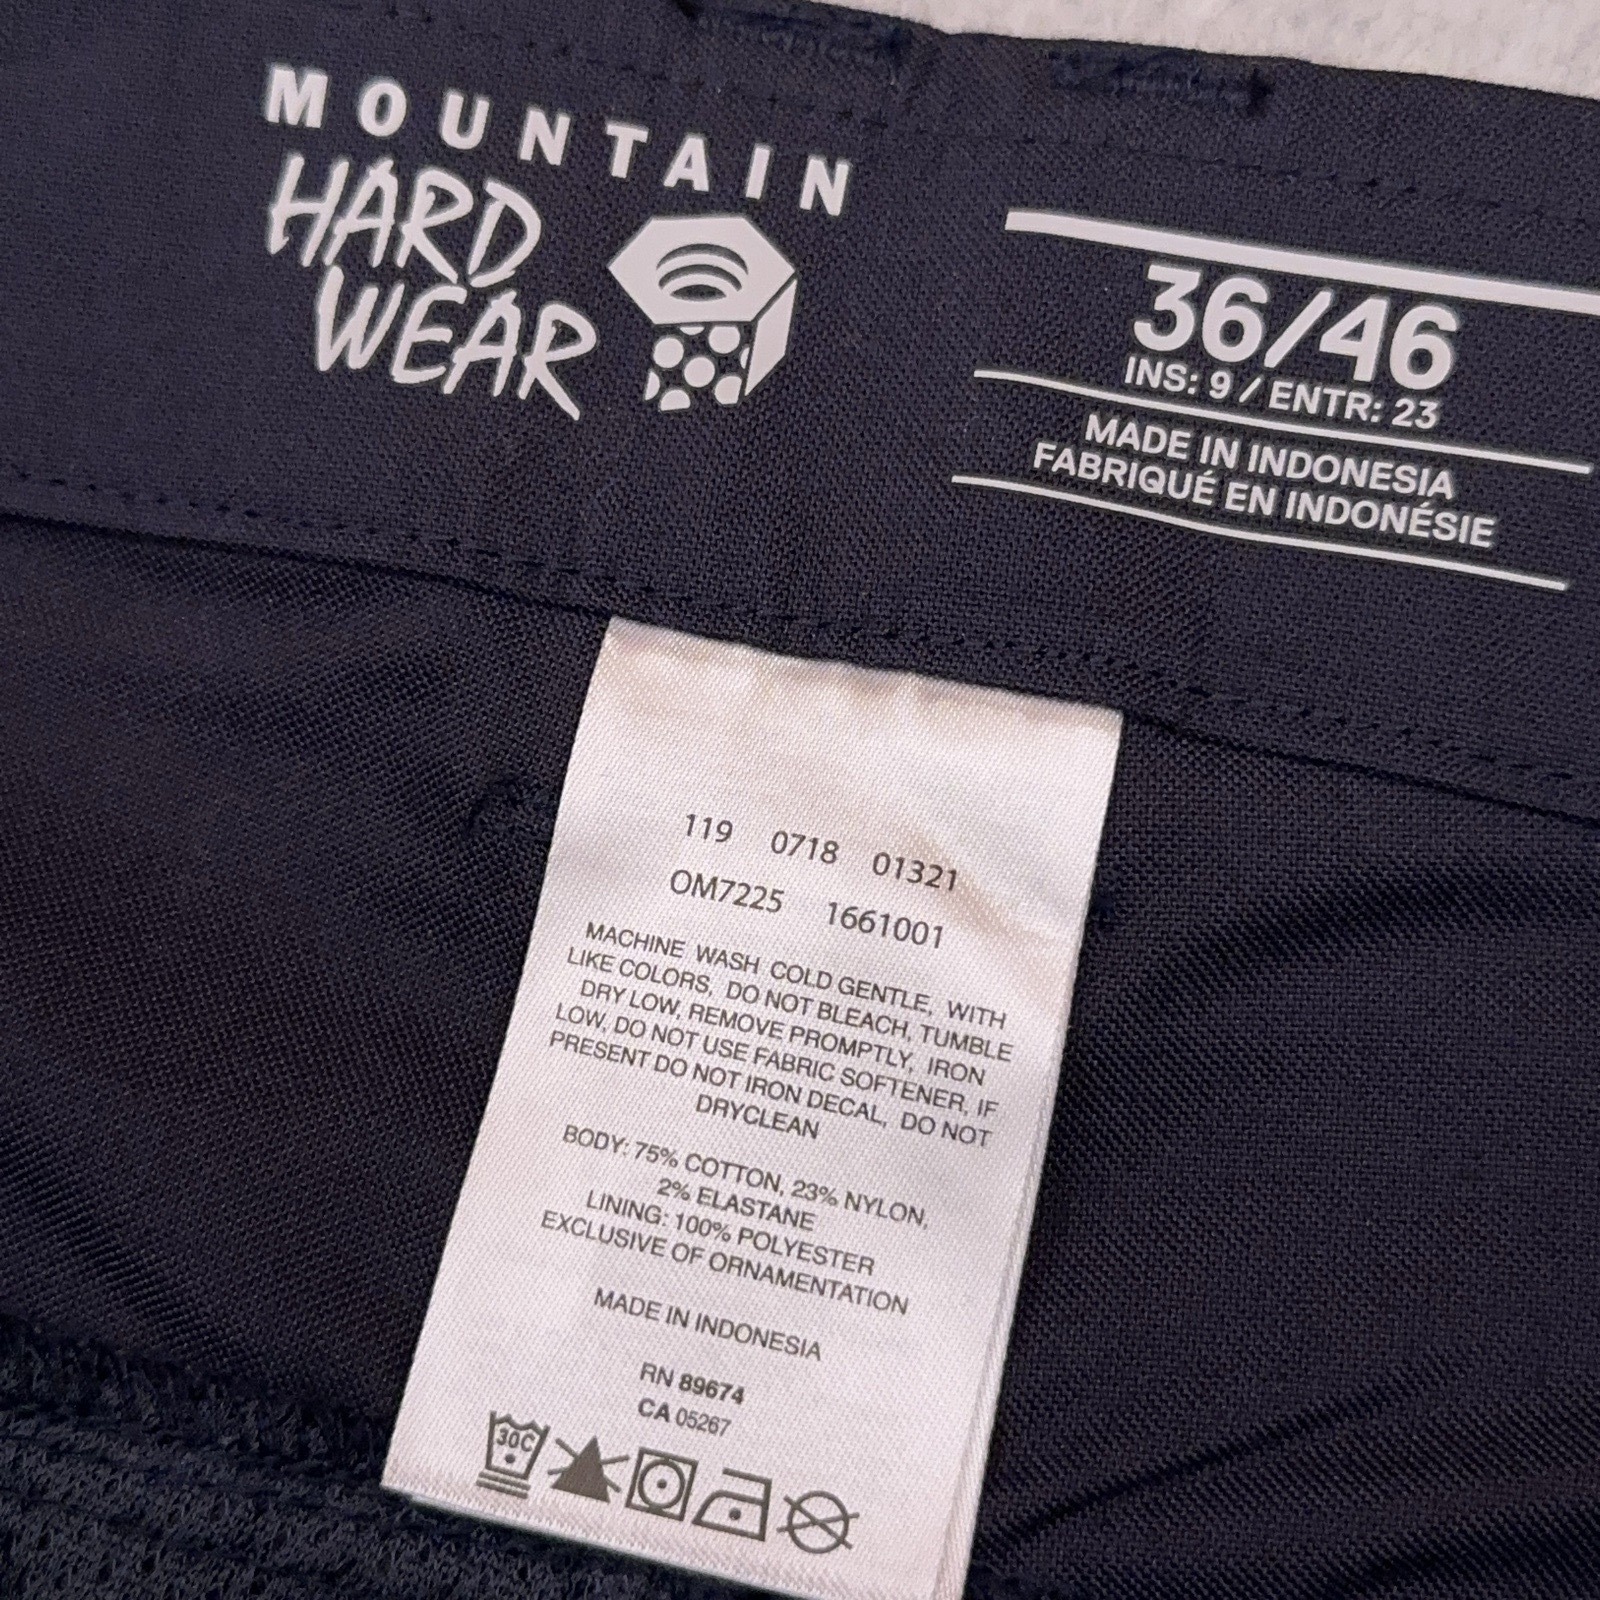 MOUNTAIN
HARD
WEAR
36/46
INS: 9 / ENTR: 23
MADE IN INDONESIA
FABRIQUÉ EN INDONÉSIE
119 0718 01321
OM7225 1661001
MACHINE WASH COLD GENTLE, WITH
LIKE COLORS, DO NOT BLEACH, TUMBLE
DRY LOW, REMOVE PROMPTLY, IRON
LOW, DO NOT USE FABRIC SOFTENER, IF
PRESENT DO NOT IRON DECAL, DO NOT
DRYCLEAN
BODY: 75% COTTON, 23% NYLON,
2% ELASTANE
LINING: 100% POLYESTER
EXCLUSIVE OF ORNAMENTATION
MADE IN INDONESIA
RN 89674
CA 05267
30C